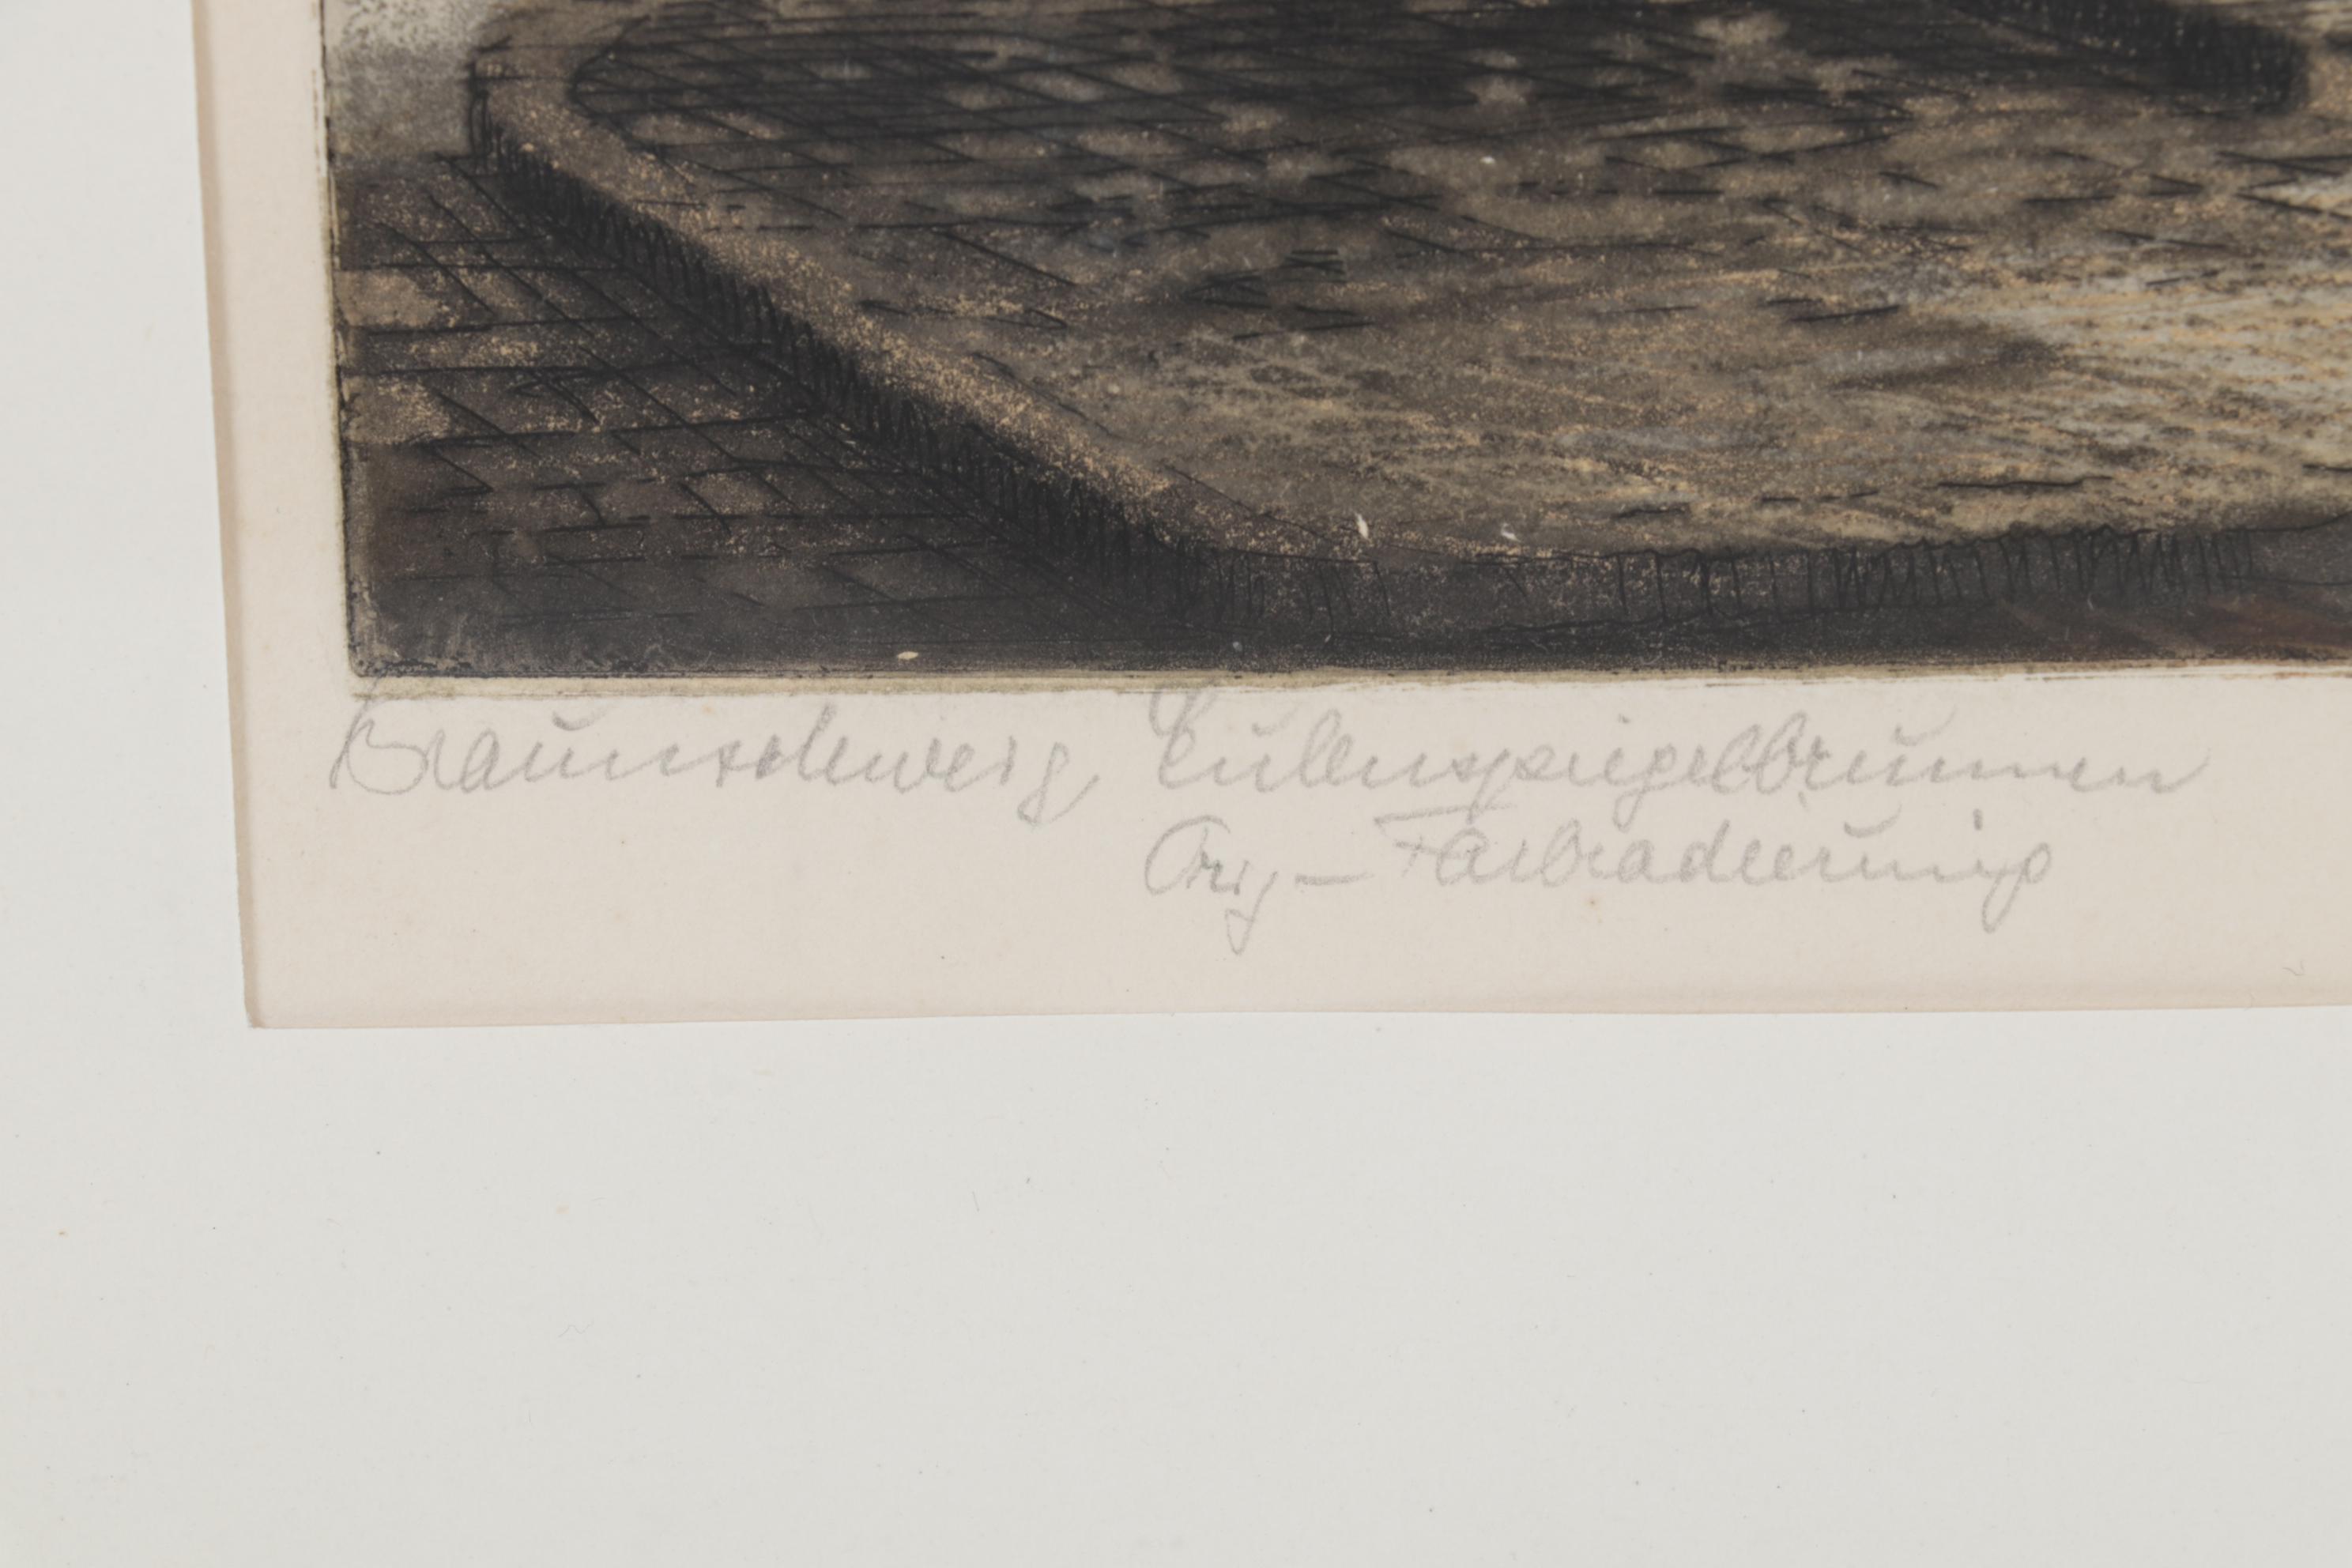 Braunschweig, Eulenspiegelbrunnen
Orig – Farbradierung